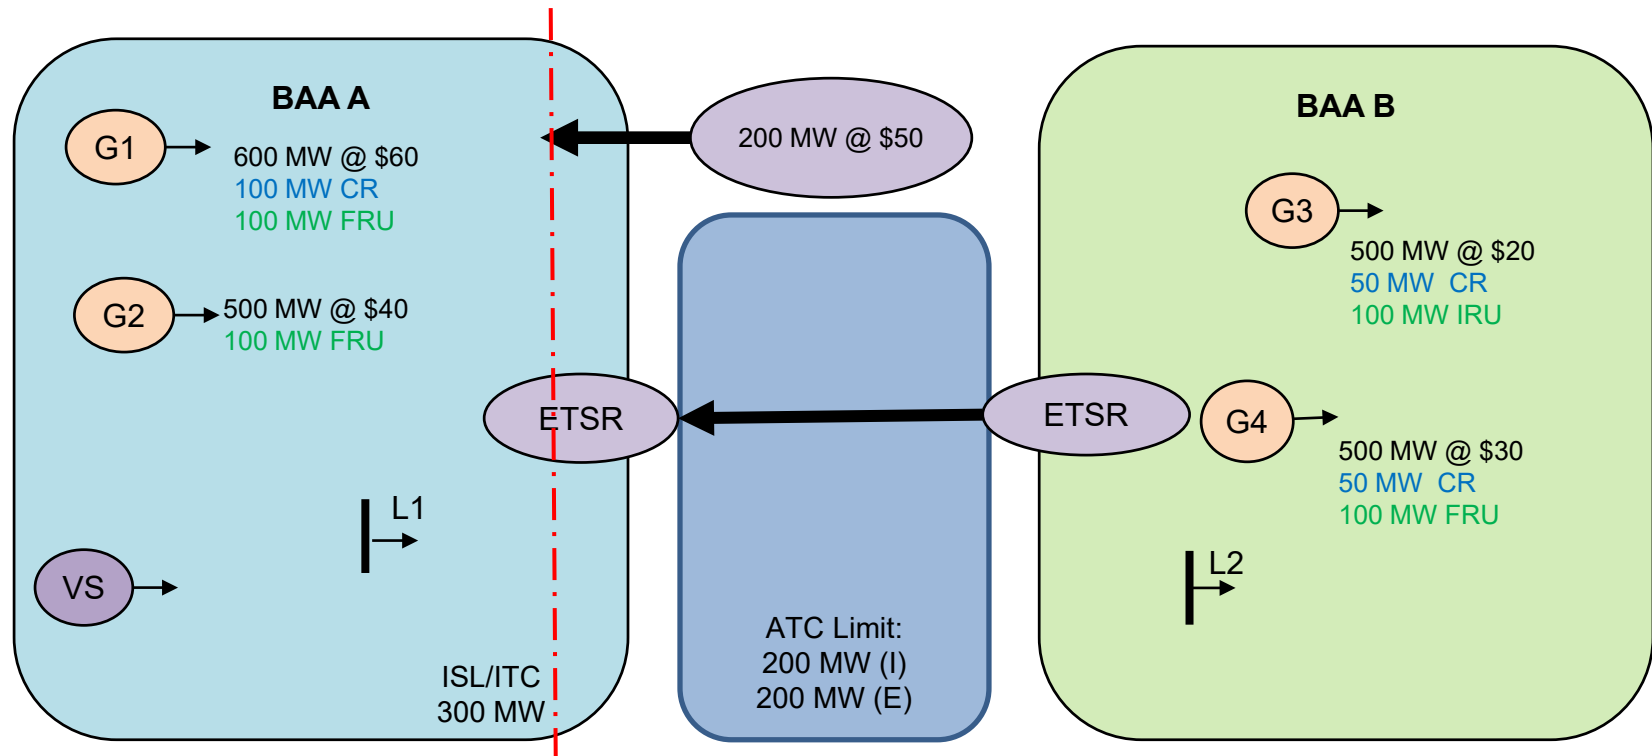 BAA A
G1
600 MW @ $60
100 MW CR
100 MW FRU
G2
500 MW @ $40
100 MW FRU
ETSR
L1
VS
ISL/ITC
300 MW
200 MW @ $50
ATC Limit:
200 MW (I)
200 MW (E)
BAA B
G3
500 MW @ $20
50 MW CR
100 MW IRU
ETSR
G4
500 MW @ $30
50 MW CR
100 MW FRU
L2